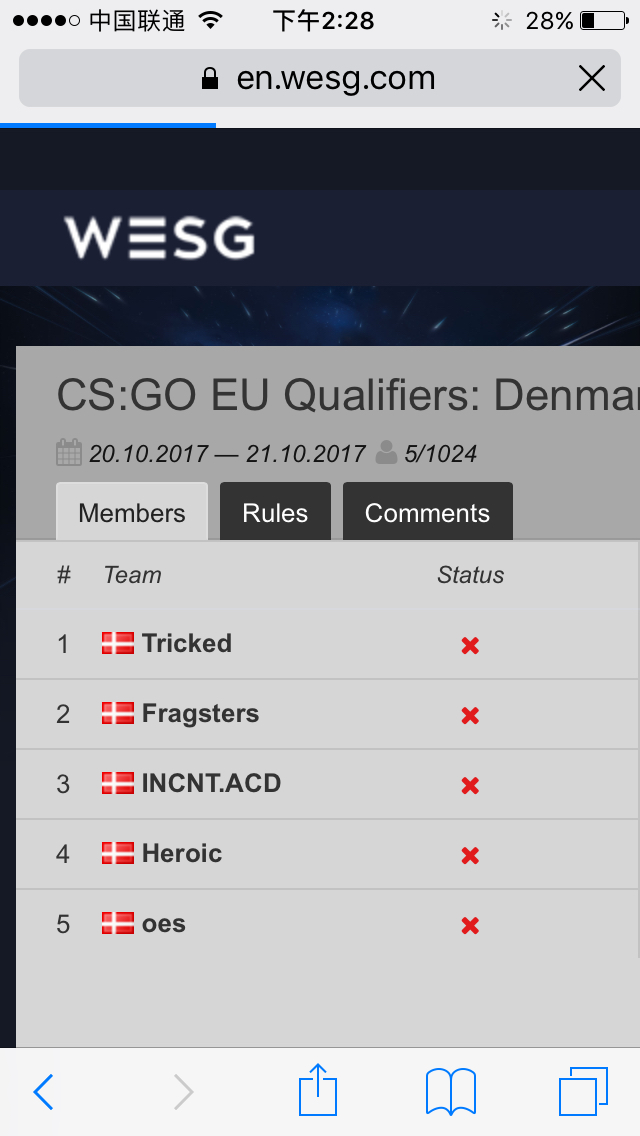 中国联通 下午2:28 28%
en.wesg.com
WESG
CS:GO EU Qualifiers: Denmar
20.10.2017 — 21.10.2017 5/1024
Members Rules Comments
# Team Status
1 Tricked
2 Fragsters
3 INCNT.ACD
4 Heroic
5 oes